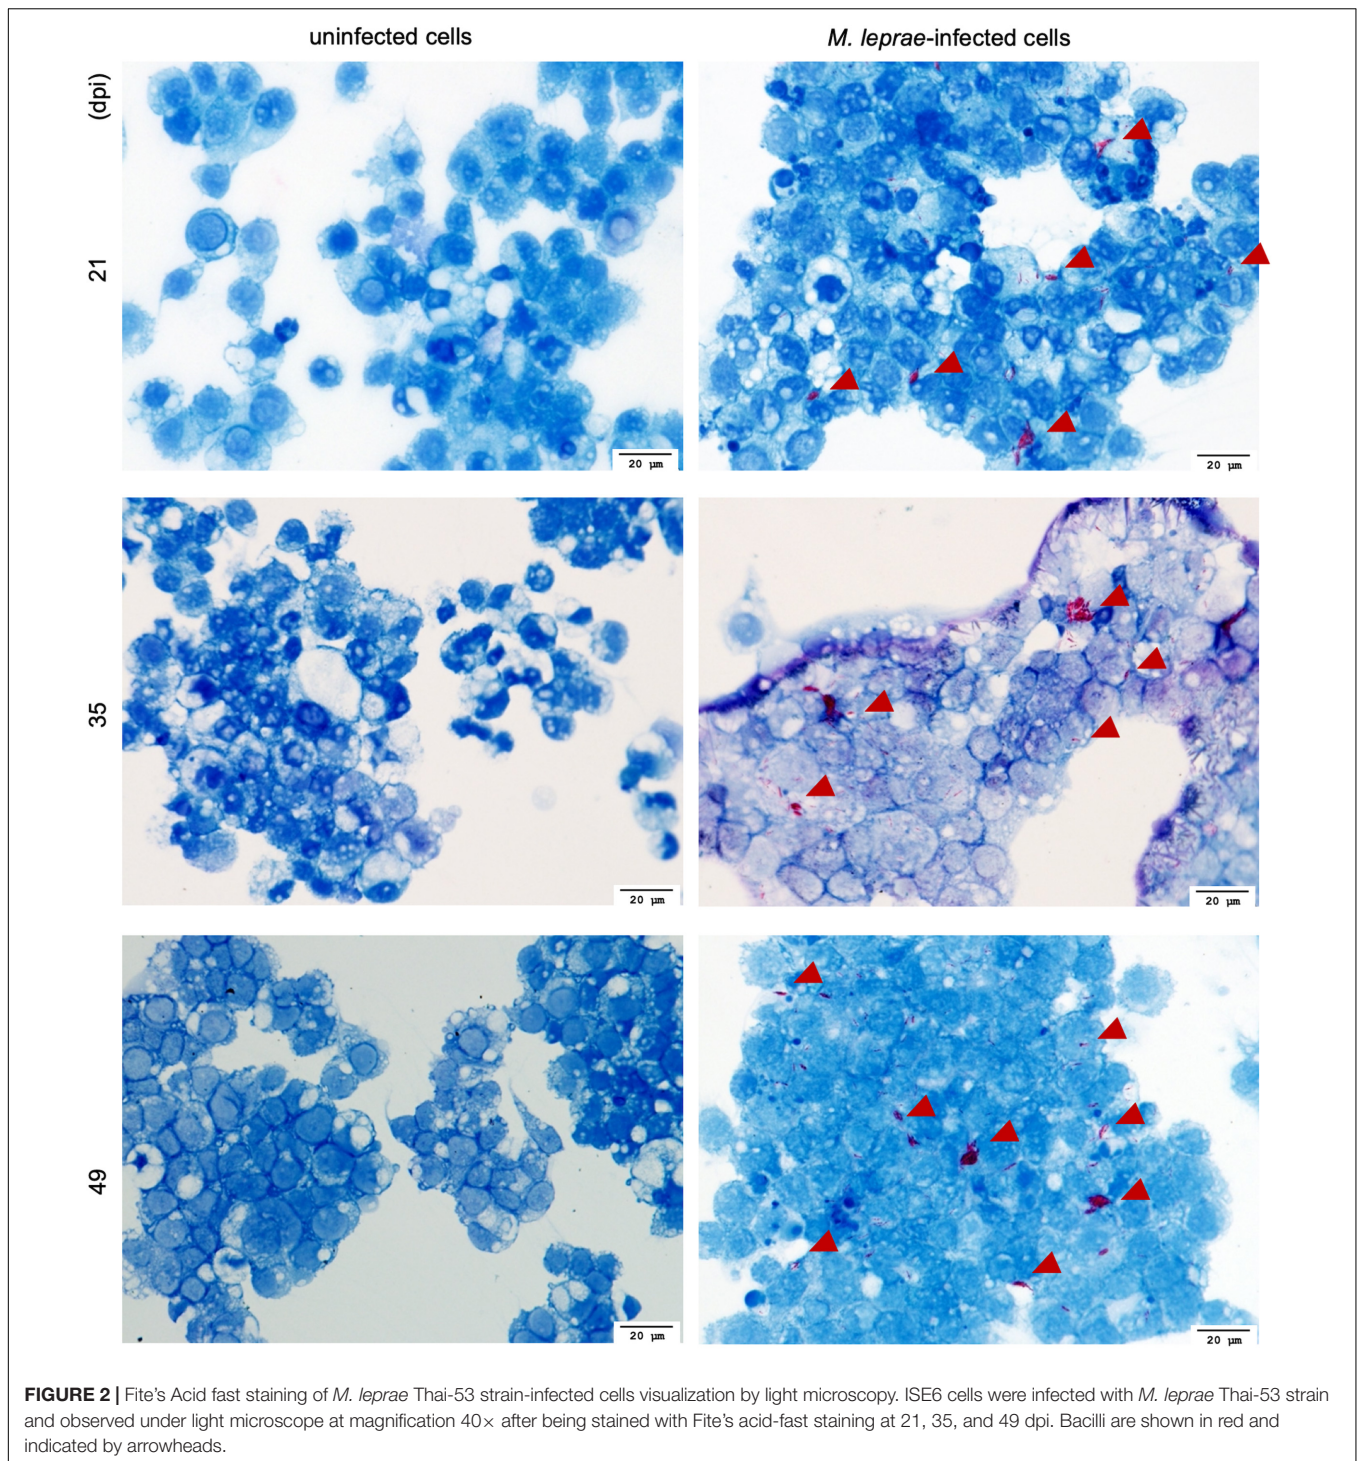 uninfected cells
M. leprae-infected cells
(dpi)
21
20 µm
20 µm
35
20 µm
20 µm
49
20 µm
20 µm
FIGURE 2 | Fite's Acid fast staining of M. leprae Thai-53 strain-infected cells visualization by light microscopy. ISE6 cells were infected with M. leprae Thai-53 strain
and observed under light microscope at magnification 40× after being stained with Fite's acid-fast staining at 21, 35, and 49 dpi. Bacilli are shown in red and
indicated by arrowheads.